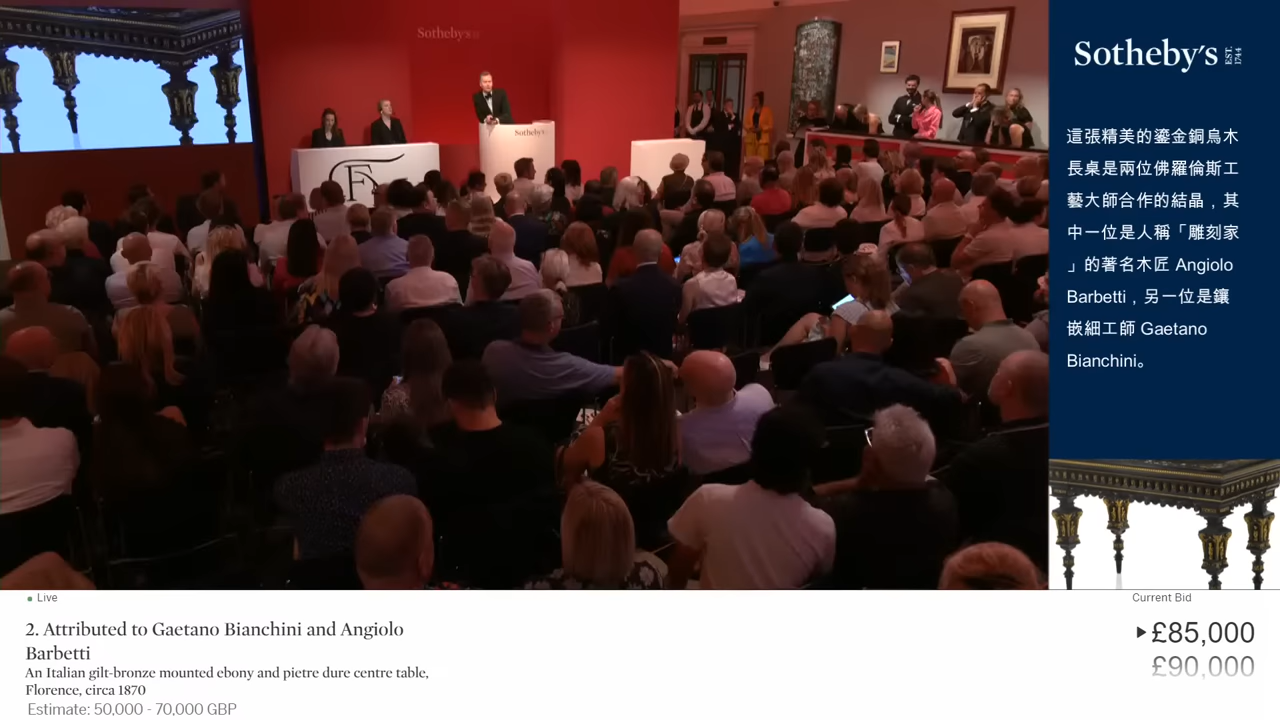 Sotheby's
Sotheby's
FS
Sotheby's EST. 1744
這張精美的鎏金銅烏木
長桌是兩位佛羅倫斯工
藝大師合作的結晶，其
中一位是人稱「雕刻家
」的著名木匠 Angiolo
Barbetti，另一位是鑲
嵌細工師 Gaetano
Bianchini。
Live
2. Attributed to Gaetano Bianchini and Angiolo
Barbetti
An Italian gilt-bronze mounted ebony and pietre dure centre table,
Florence, circa 1870
Estimate: 50,000 - 70,000 GBP
Current Bid
£85,000
£90,000